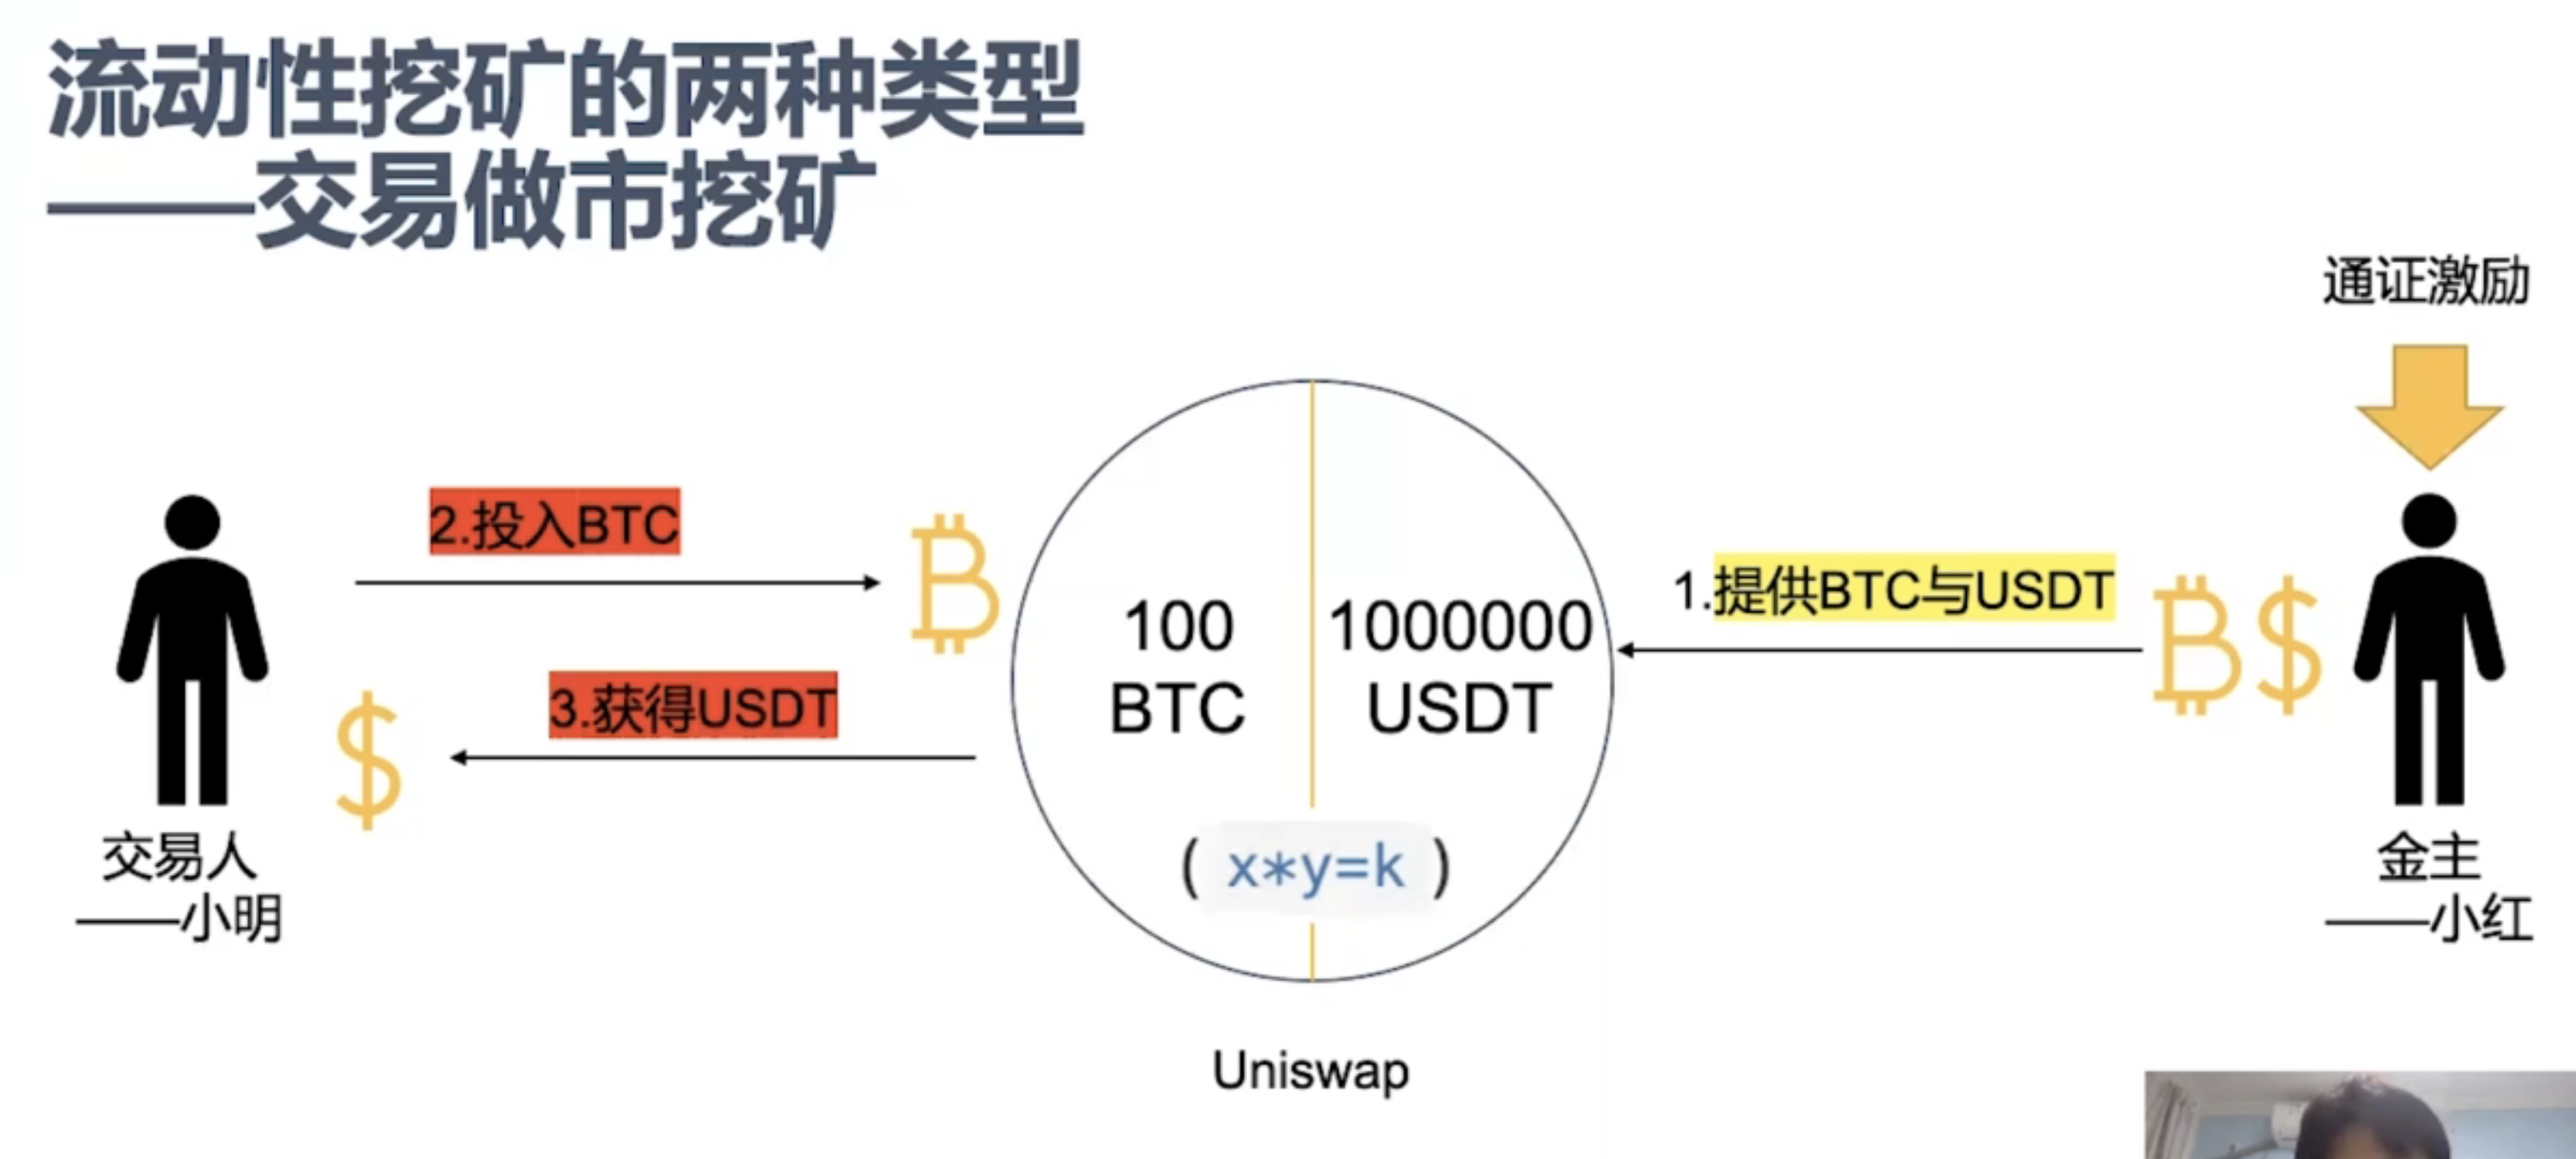 流动性挖矿的两种类型
——交易做市挖矿
通证激励
2.投入BTC
1.提供BTC与USDT
100
BTC
1000000
USDT
3.获得USDT
(x*y=k)
交易人
——小明
金主
——小红
Uniswap